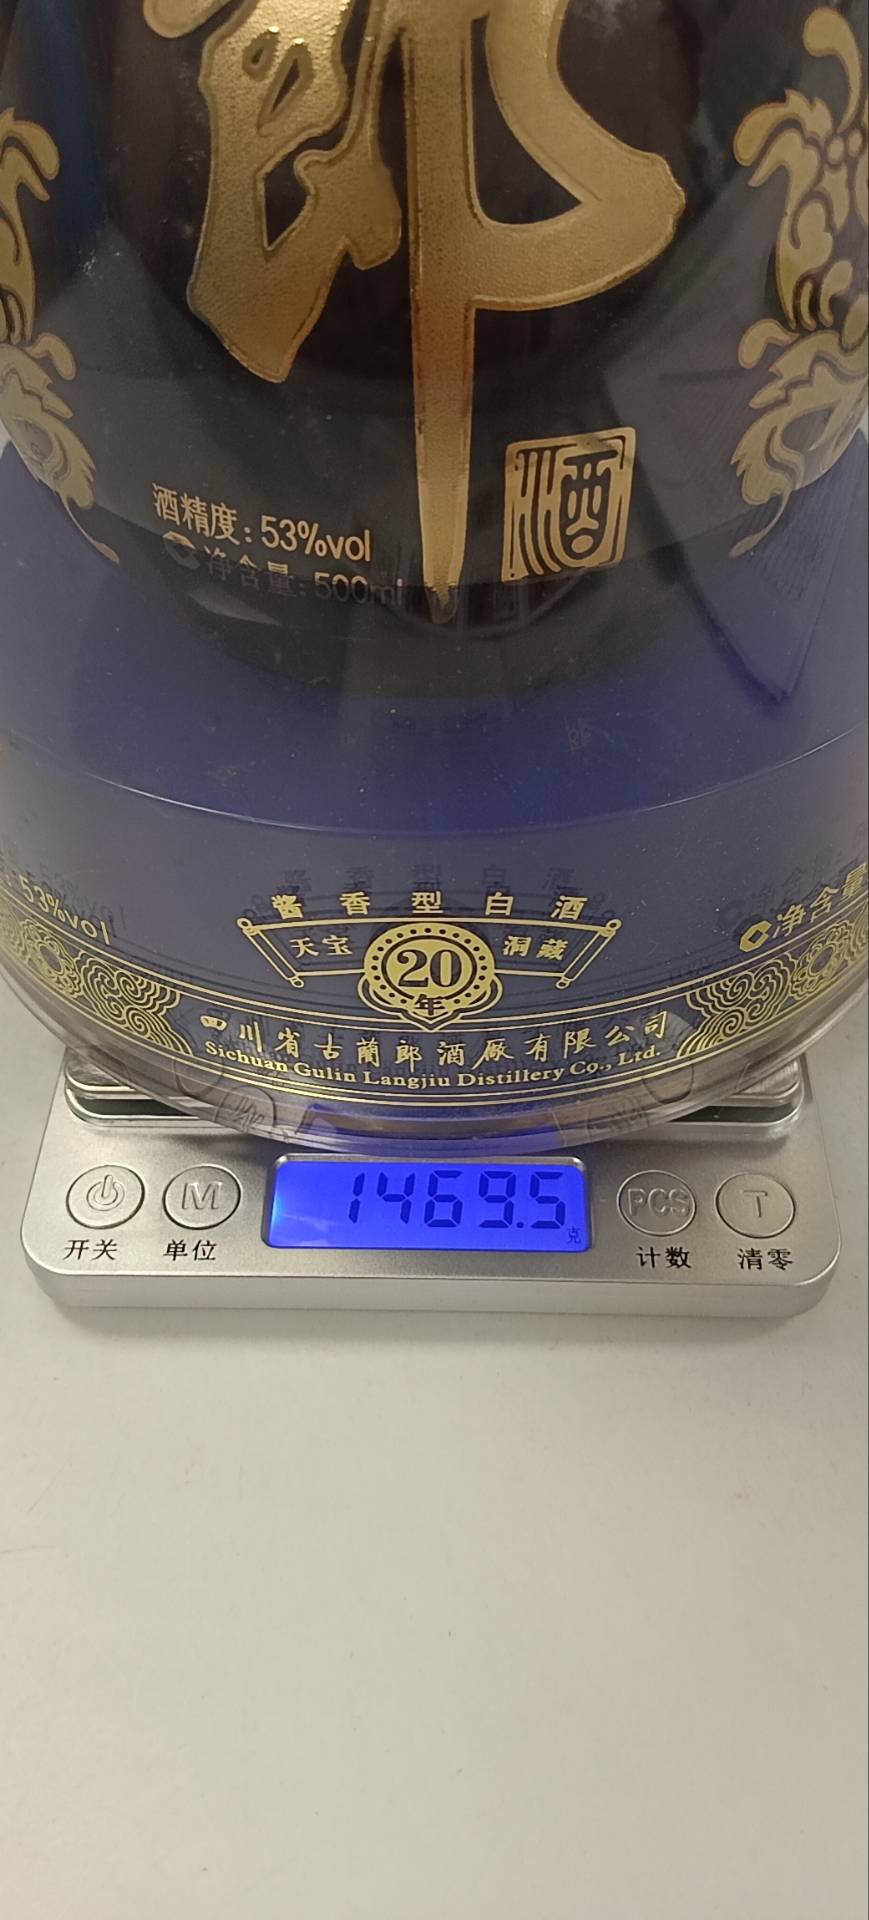 郎
酒
酒精度:53%vol
净含量:500ml
酱香型白酒
53%vol
净含量
天宝 洞藏
20
年
四川省古蔺郎酒厂有限公司
Sichuan Gulin Langjiu Distillery Co., Ltd.
1469.5
克
M
PCS
T
开关
单位
计数
清零